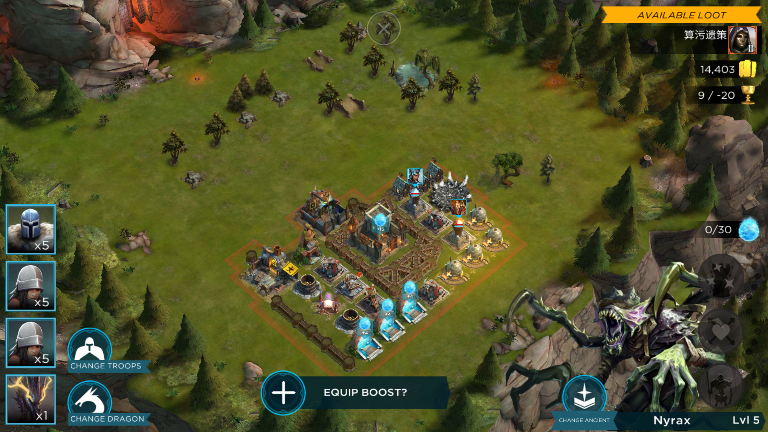 AVAILABLE LOOT
算污遗策
II
14,403
9 / -20
0/30
x5
x5
x5
CHANGE TROOPS
x1
CHANGE DRAGON
EQUIP BOOST?
CHANGE ANCIENT
Nyrax
Lvl 5